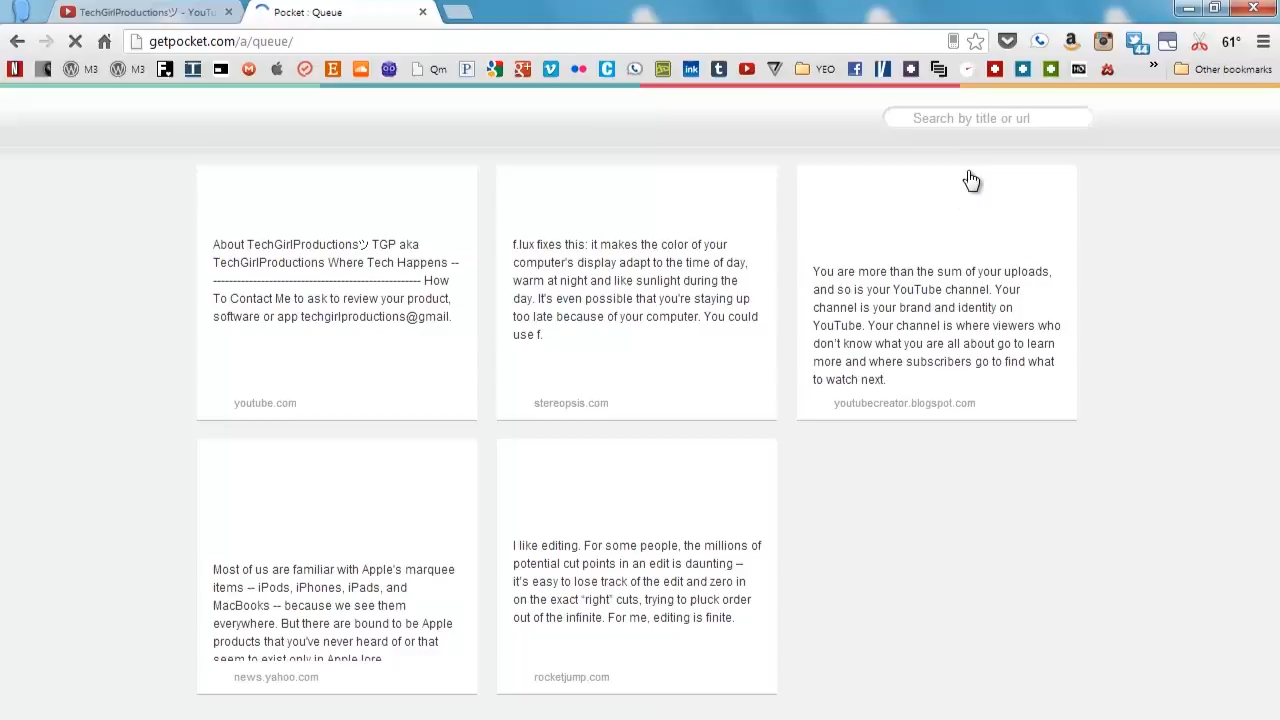 TechGirlProductionsツ - YouTu
Pocket : Queue
getpocket.com/a/queue/
44
61°
M3
M3
Qm
P
ink
YEO
Other bookmarks
Search by title or url
About TechGirlProductionsツ TGP aka
TechGirlProductions Where Tech Happens --
---------------------------------------------------- How
To Contact Me to ask to review your product,
software or app techgirlproductions@gmail.
youtube.com
f.lux fixes this: it makes the color of your
computer's display adapt to the time of day,
warm at night and like sunlight during the
day. It's even possible that you're staying up
too late because of your computer. You could
use f.
stereopsis.com
You are more than the sum of your uploads,
and so is your YouTube channel. Your
channel is your brand and identity on
YouTube. Your channel is where viewers who
don't know what you are all about go to learn
more and where subscribers go to find what
to watch next.
youtubecreator.blogspot.com
Most of us are familiar with Apple's marquee
items -- iPods, iPhones, iPads, and
MacBooks -- because we see them
everywhere. But there are bound to be Apple
products that you've never heard of or that
seem to exist only in Apple lore
news.yahoo.com
I like editing. For some people, the millions of
potential cut points in an edit is daunting –
it's easy to lose track of the edit and zero in
on the exact “right” cuts, trying to pluck order
out of the infinite. For me, editing is finite.
rocketjump.com